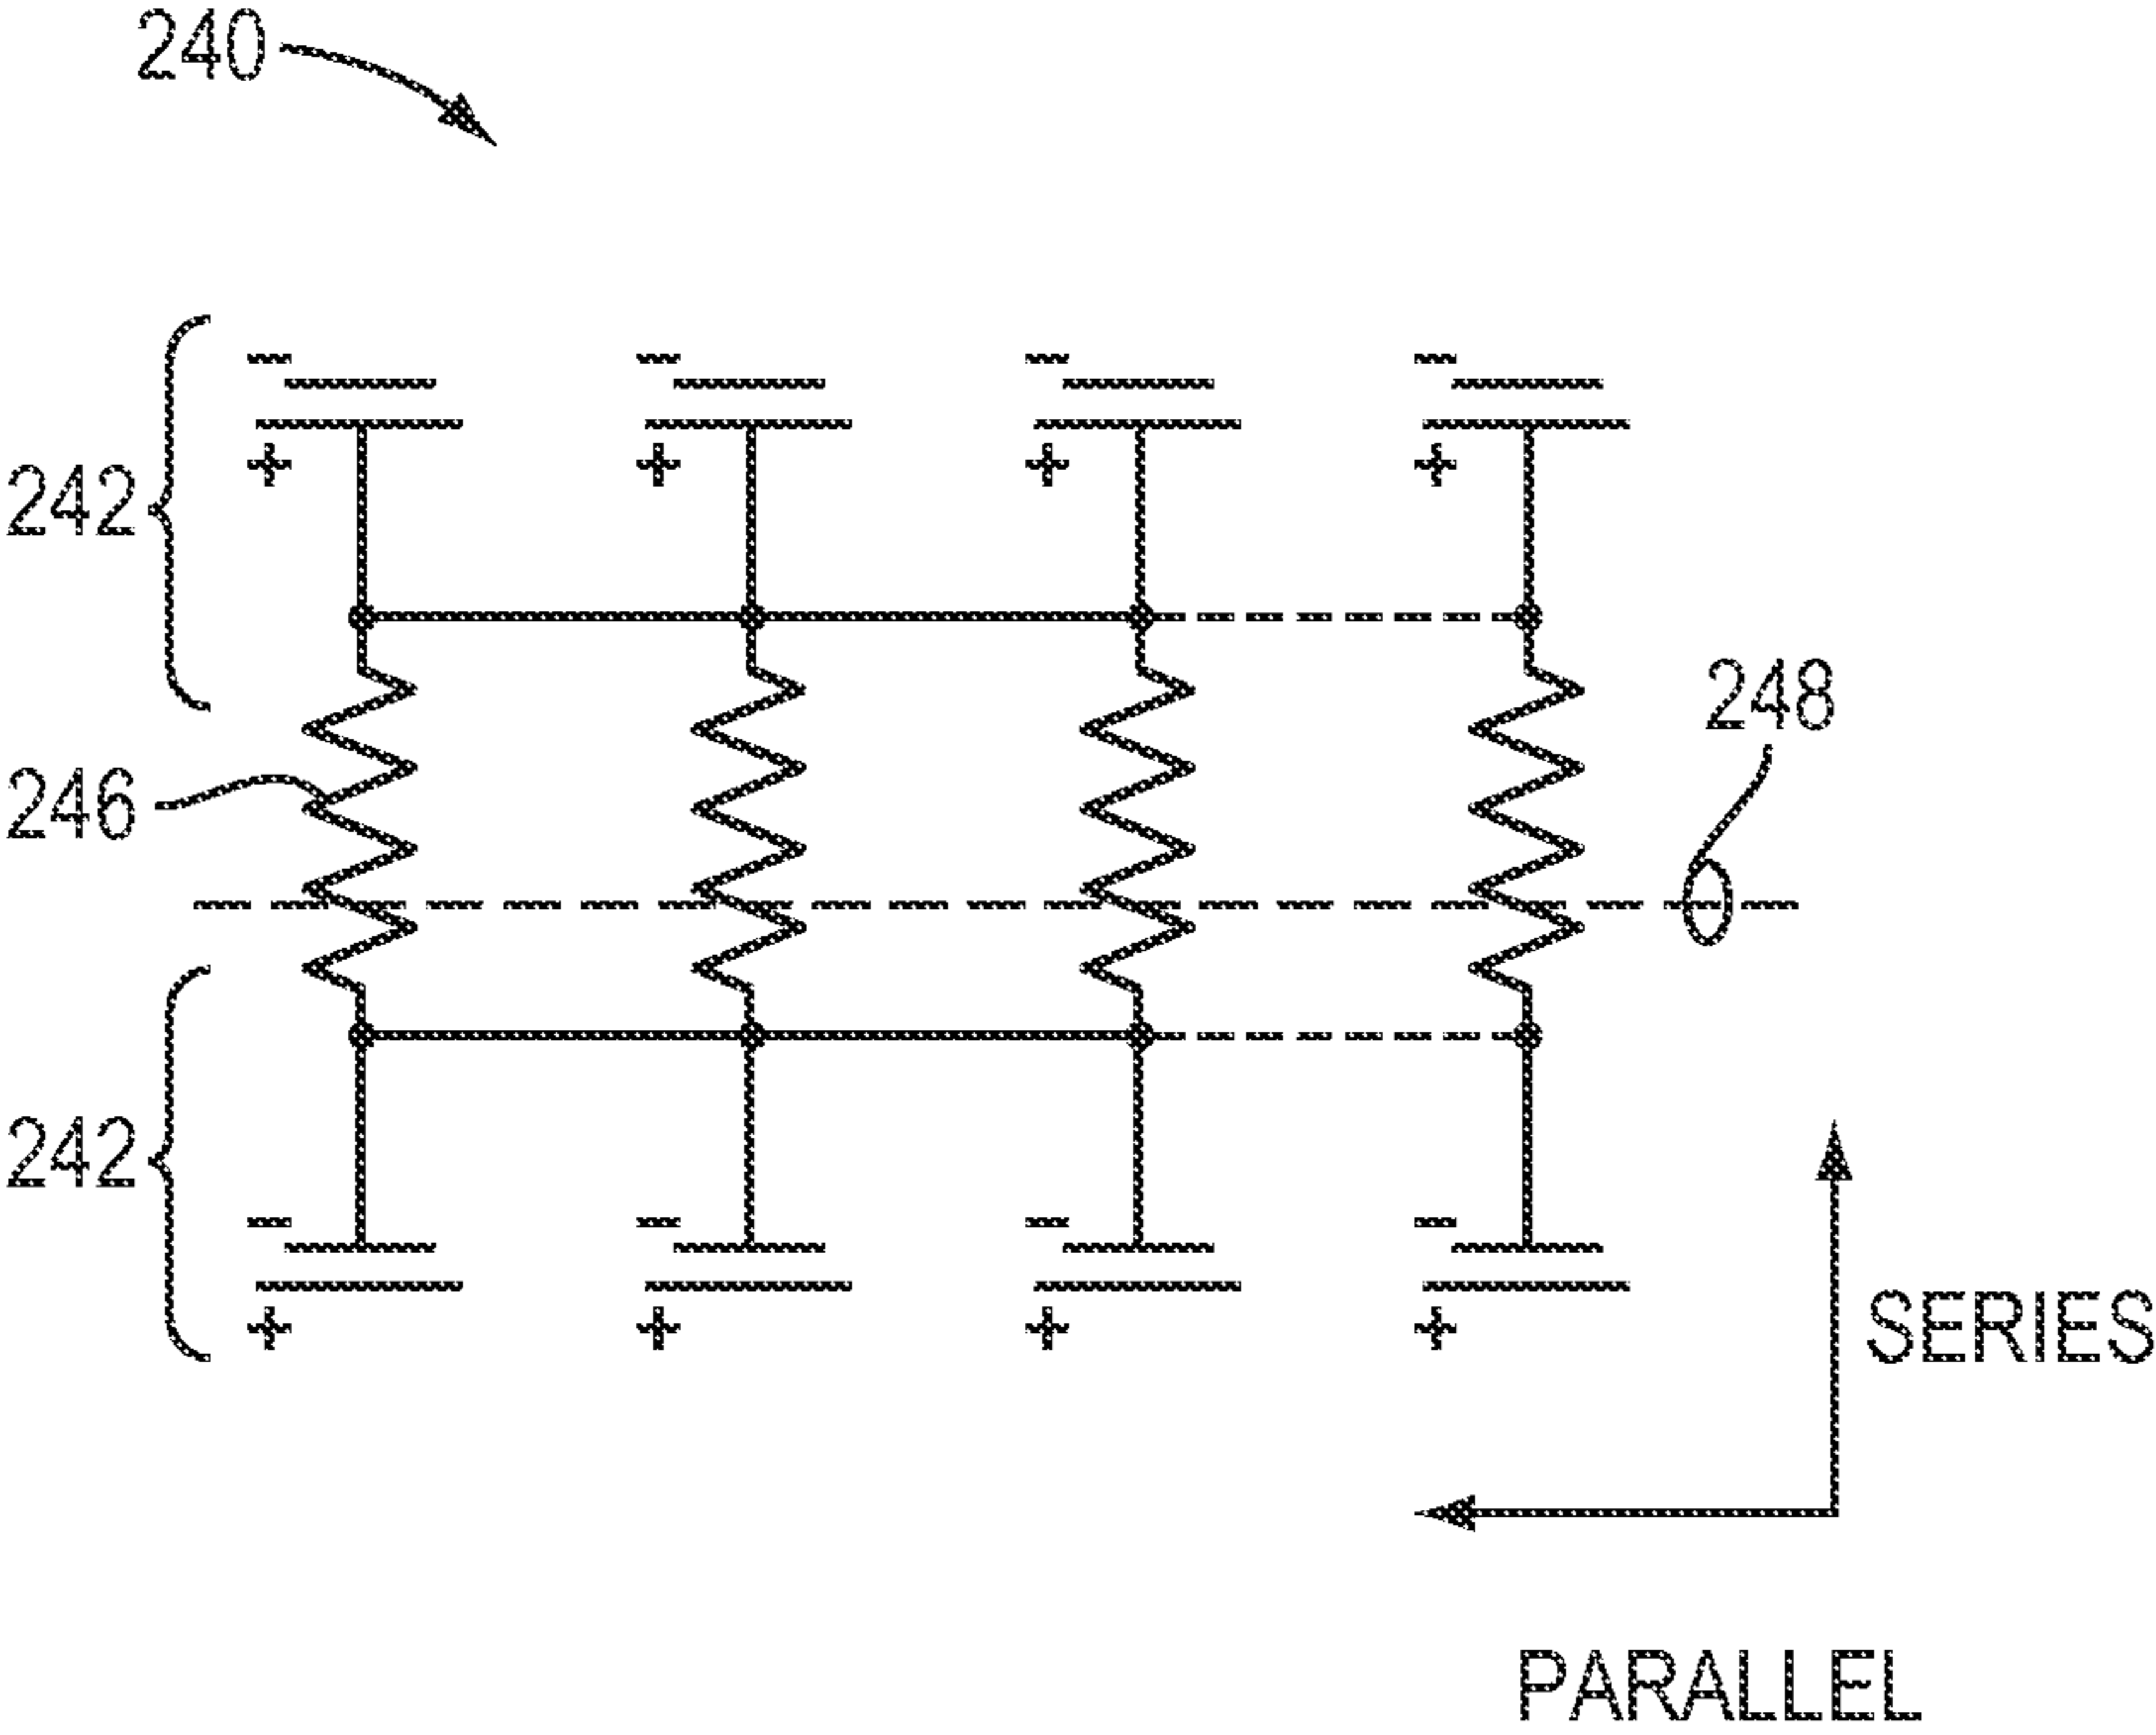 240
- - - -
+ + + +
242
248
246
242
- - - -
+ + + +
SERIES
PARALLEL